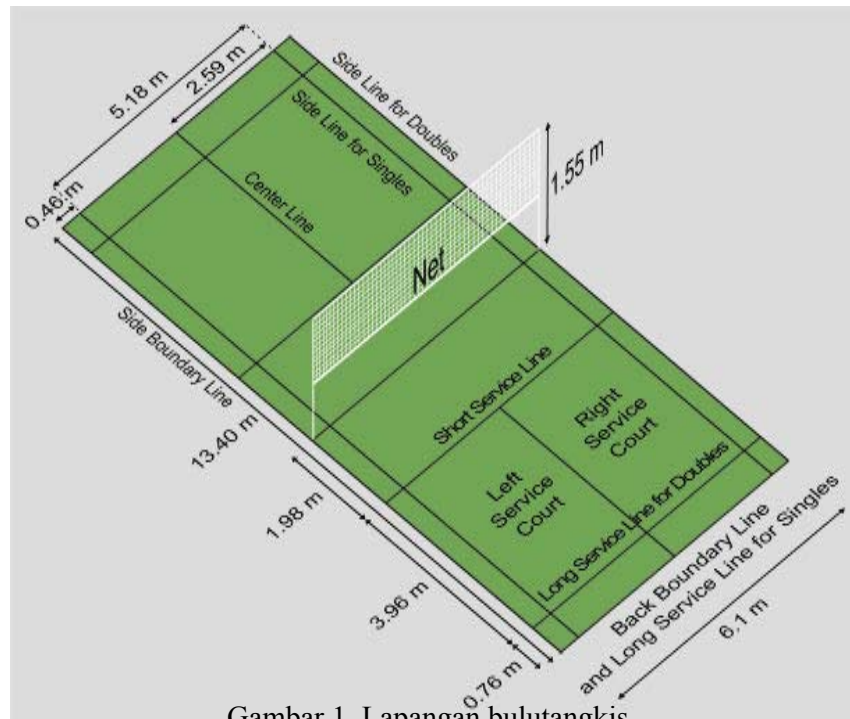 5.18 m
2.59 m
0.46 m
Side Line for Doubles
Side Line for Singles
Center Line
1.55 m
Net
Side Boundary Line
13.40 m
Short Service Line
Right
Service
Court
Left
Service
Court
1.98 m
Long Service Line for Doubles
3.96 m
Back Boundary Line
and Long Service Line for Singles
0.76 m
6,1 m
Gambar 1. Lapangan bulutangkis